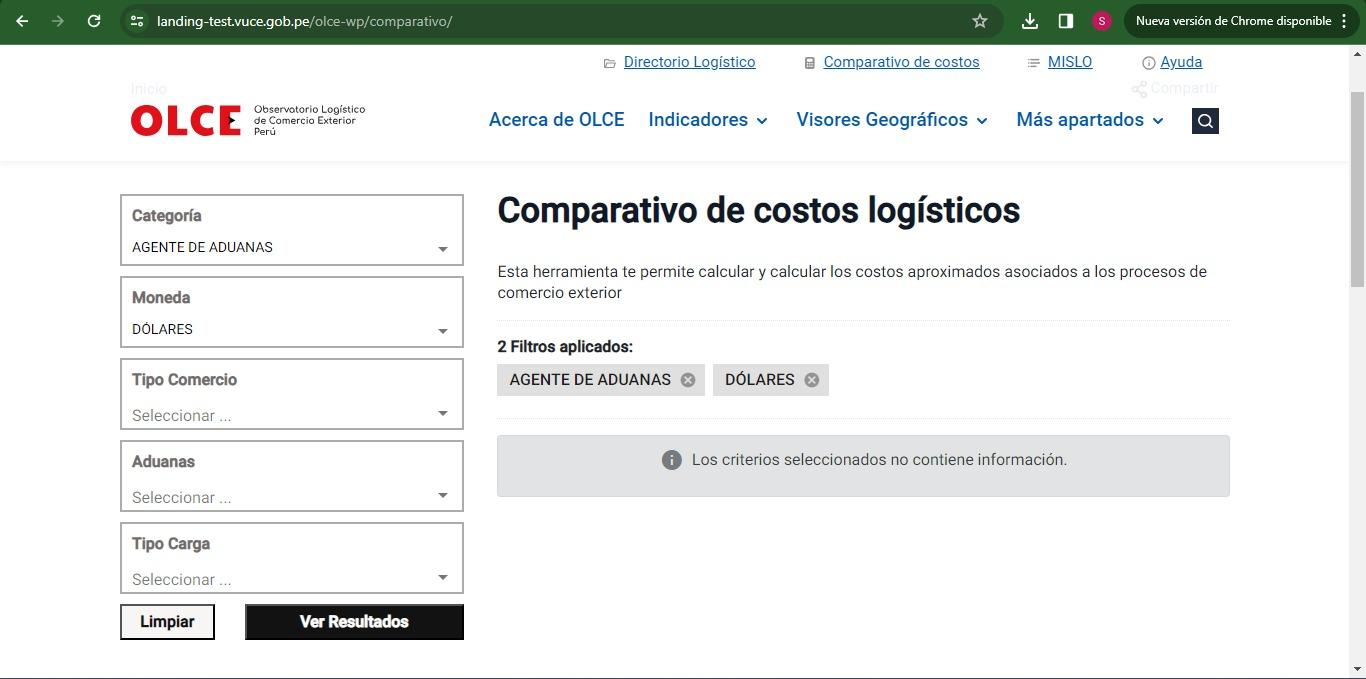 landing-test.vuce.gob.pe/olce-wp/comparativo/
S
Nueva versión de Chrome disponible
Directorio Logístico
Comparativo de costos
MISLO
Ayuda
Inicio
Compartir
OLCE
Observatorio Logístico
de Comercio Exterior
Perú
Acerca de OLCE
Indicadores
Visores Geográficos
Más apartados
Categoría
AGENTE DE ADUANAS
Moneda
DÓLARES
Tipo Comercio
Seleccionar ...
Aduanas
Seleccionar ...
Tipo Carga
Seleccionar ...
Limpiar
Ver Resultados
Comparativo de costos logísticos
Esta herramienta te permite calcular y calcular los costos aproximados asociados a los procesos de
comercio exterior
2 Filtros aplicados:
AGENTE DE ADUANAS
DÓLARES
Los criterios seleccionados no contiene información.